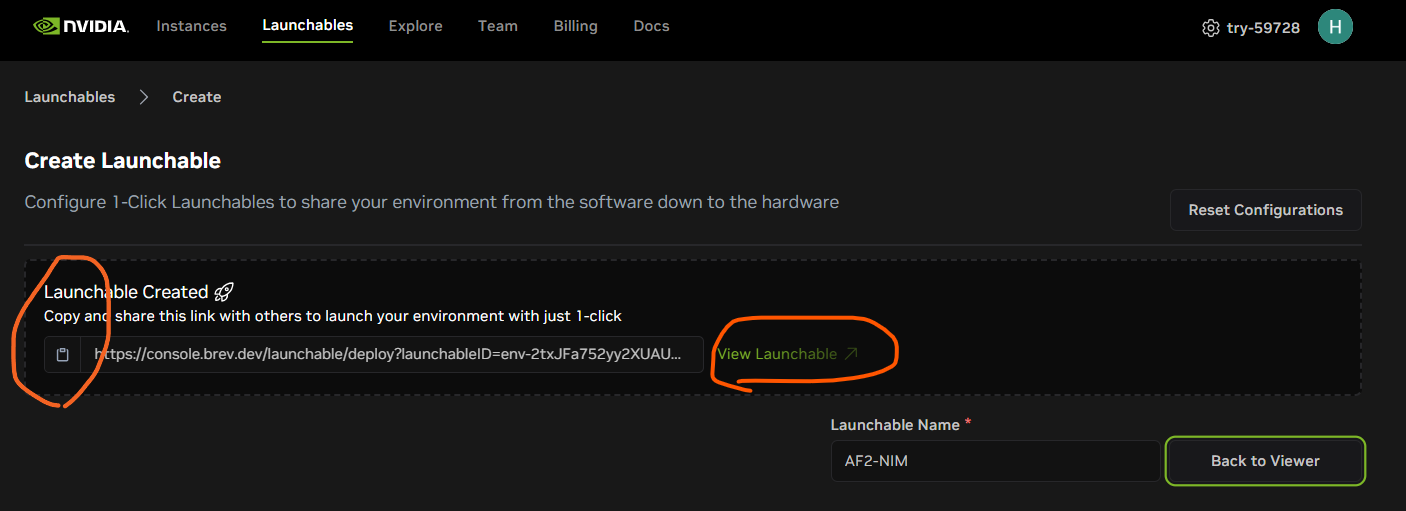 NVIDIA. Instances Launchables Explore Team Billing Docs try-59728 H
Launchables Create
Create Launchable
Configure 1-Click Launchables to share your environment from the software down to the hardware
Reset Configurations
Launchable Created
Copy and share this link with others to launch your environment with just 1-click
https://console.brev.dev/launchable/deploy?launchableID=env-2txJFa752yy2XUAU... View Launchable
Launchable Name *
AF2-NIM Back to Viewer